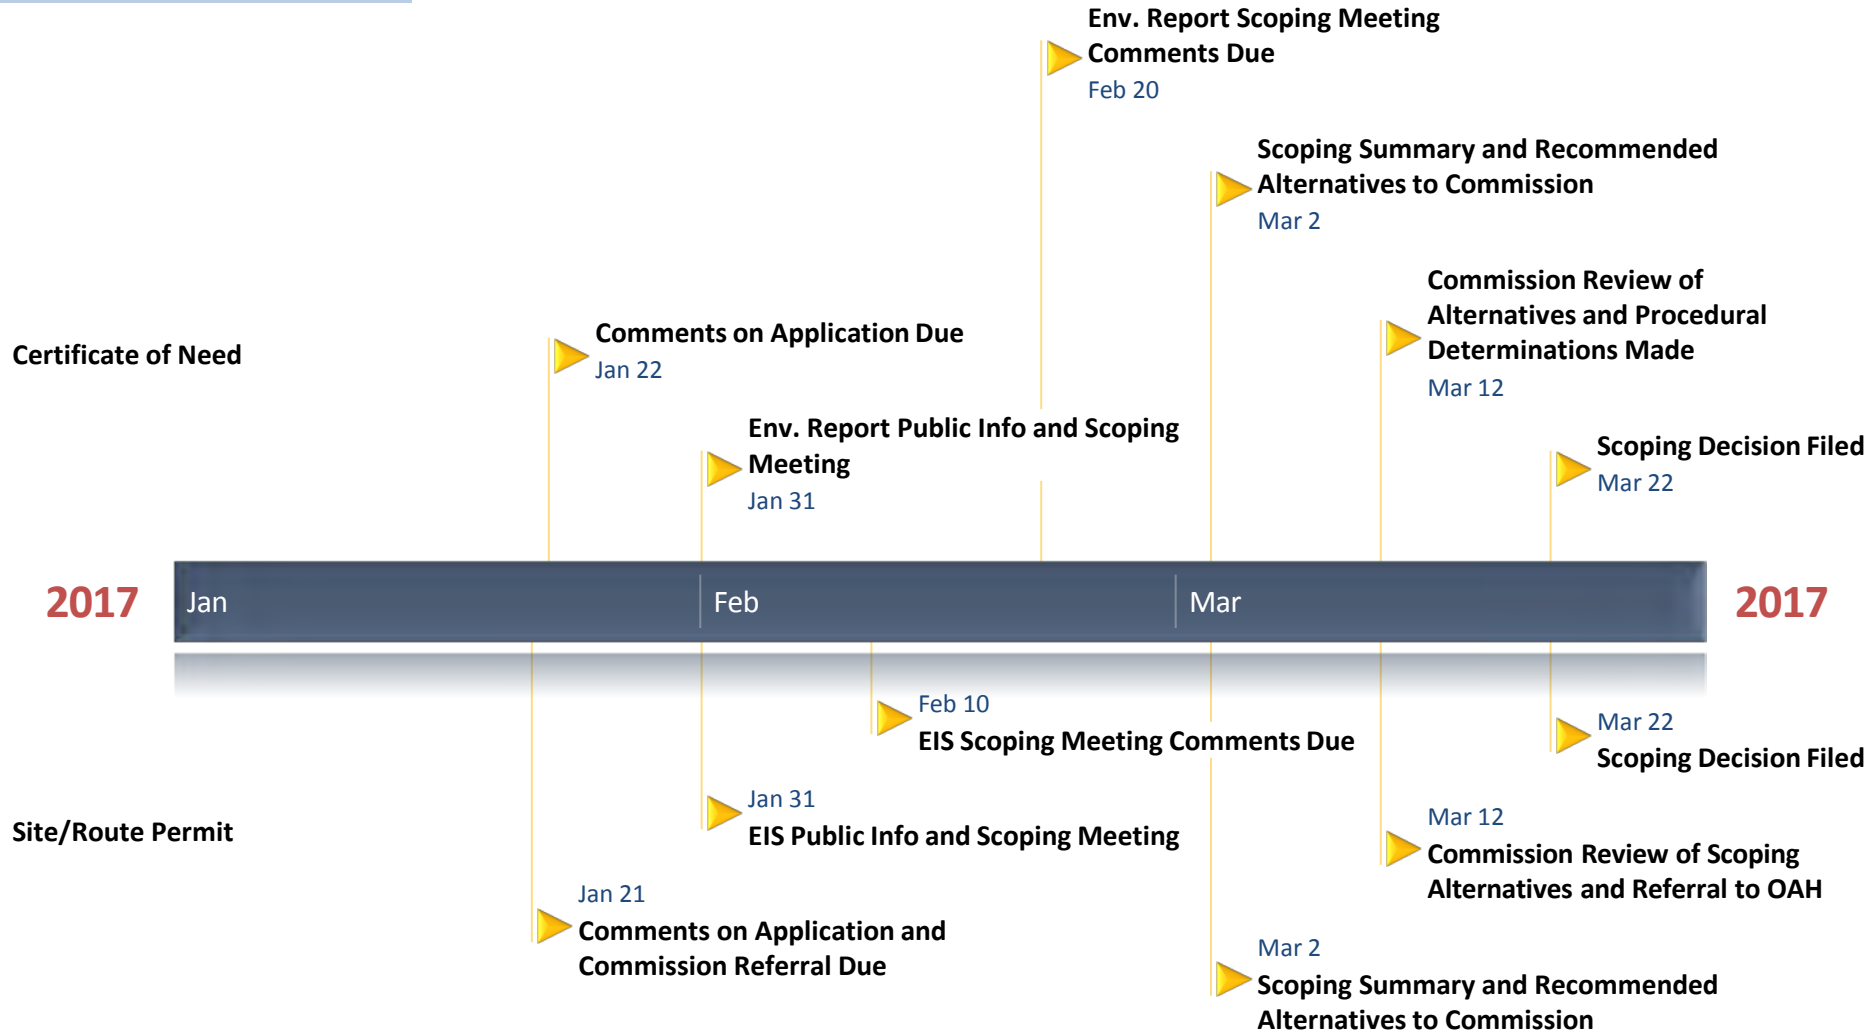 Env. Report Scoping Meeting
Comments Due
Feb 20
Scoping Summary and Recommended
Alternatives to Commission
Mar 2
Commission Review of
Alternatives and Procedural
Determinations Made
Mar 12
Comments on Application Due
Jan 22
Certificate of Need
Env. Report Public Info and Scoping
Meeting
Jan 31
Scoping Decision Filed
Mar 22
2017
Jan
Feb
Mar
2017
Feb 10
EIS Scoping Meeting Comments Due
Mar 22
Scoping Decision Filed
Jan 31
EIS Public Info and Scoping Meeting
Site/Route Permit
Mar 12
Commission Review of Scoping
Alternatives and Referral to OAH
Jan 21
Comments on Application and
Commission Referral Due
Mar 2
Scoping Summary and Recommended
Alternatives to Commission